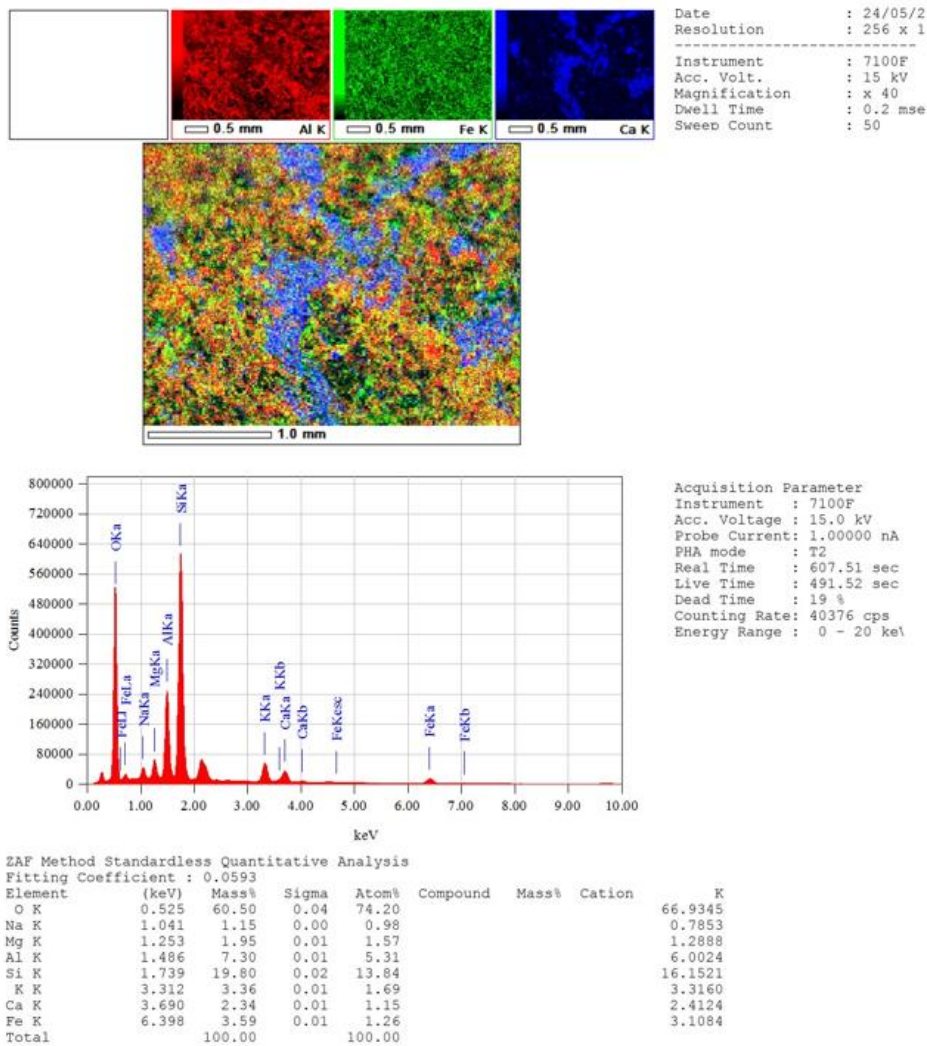 Date : 24/05/2
Resolution : 256 x 1
Instrument : 7100F
Acc. Volt. : 15 kV
Magnification : x 40
Dwell Time : 0.2 mse
Sweep Count : 50
0.5 mm Al K
0.5 mm Fe K
0.5 mm Ca K
1.0 mm
Acquisition Parameter
Instrument : 7100F
Acc. Voltage : 15.0 kV
Probe Current: 1.00000 nA
PHA mode : T2
Real Time : 607.51 sec
Live Time : 491.52 sec
Dead Time : 19 %
Counting Rate: 40376 cps
Energy Range : 0 - 20 ke
Counts
800000
720000
640000
560000
480000
400000
320000
240000
160000
80000
0
OKa
FeLl
FeLa
NaKa
MgKa
AlKa
SiKa
KKa
KKb
CaKa
CaKb
FeKesc
FeKa
FeKb
0.00 1.00 2.00 3.00 4.00 5.00 6.00 7.00 8.00 9.00 10.00
keV
ZAF Method Standardless Quantitative Analysis
Fitting Coefficient : 0.0593
Element (keV) Mass% Sigma Atom% Compound Mass% Cation K
O K 0.525 60.50 0.04 74.20 66.9345
Na K 1.041 1.15 0.00 0.98 0.7853
Mg K 1.253 1.95 0.01 1.57 1.2888
Al K 1.486 7.30 0.01 5.31 6.0024
Si K 1.739 19.80 0.02 13.84 16.1521
K K 3.312 3.36 0.01 1.69 3.3160
Ca K 3.690 2.34 0.01 1.15 2.4124
Fe K 6.398 3.59 0.01 1.26 3.1084
Total 100.00 100.00